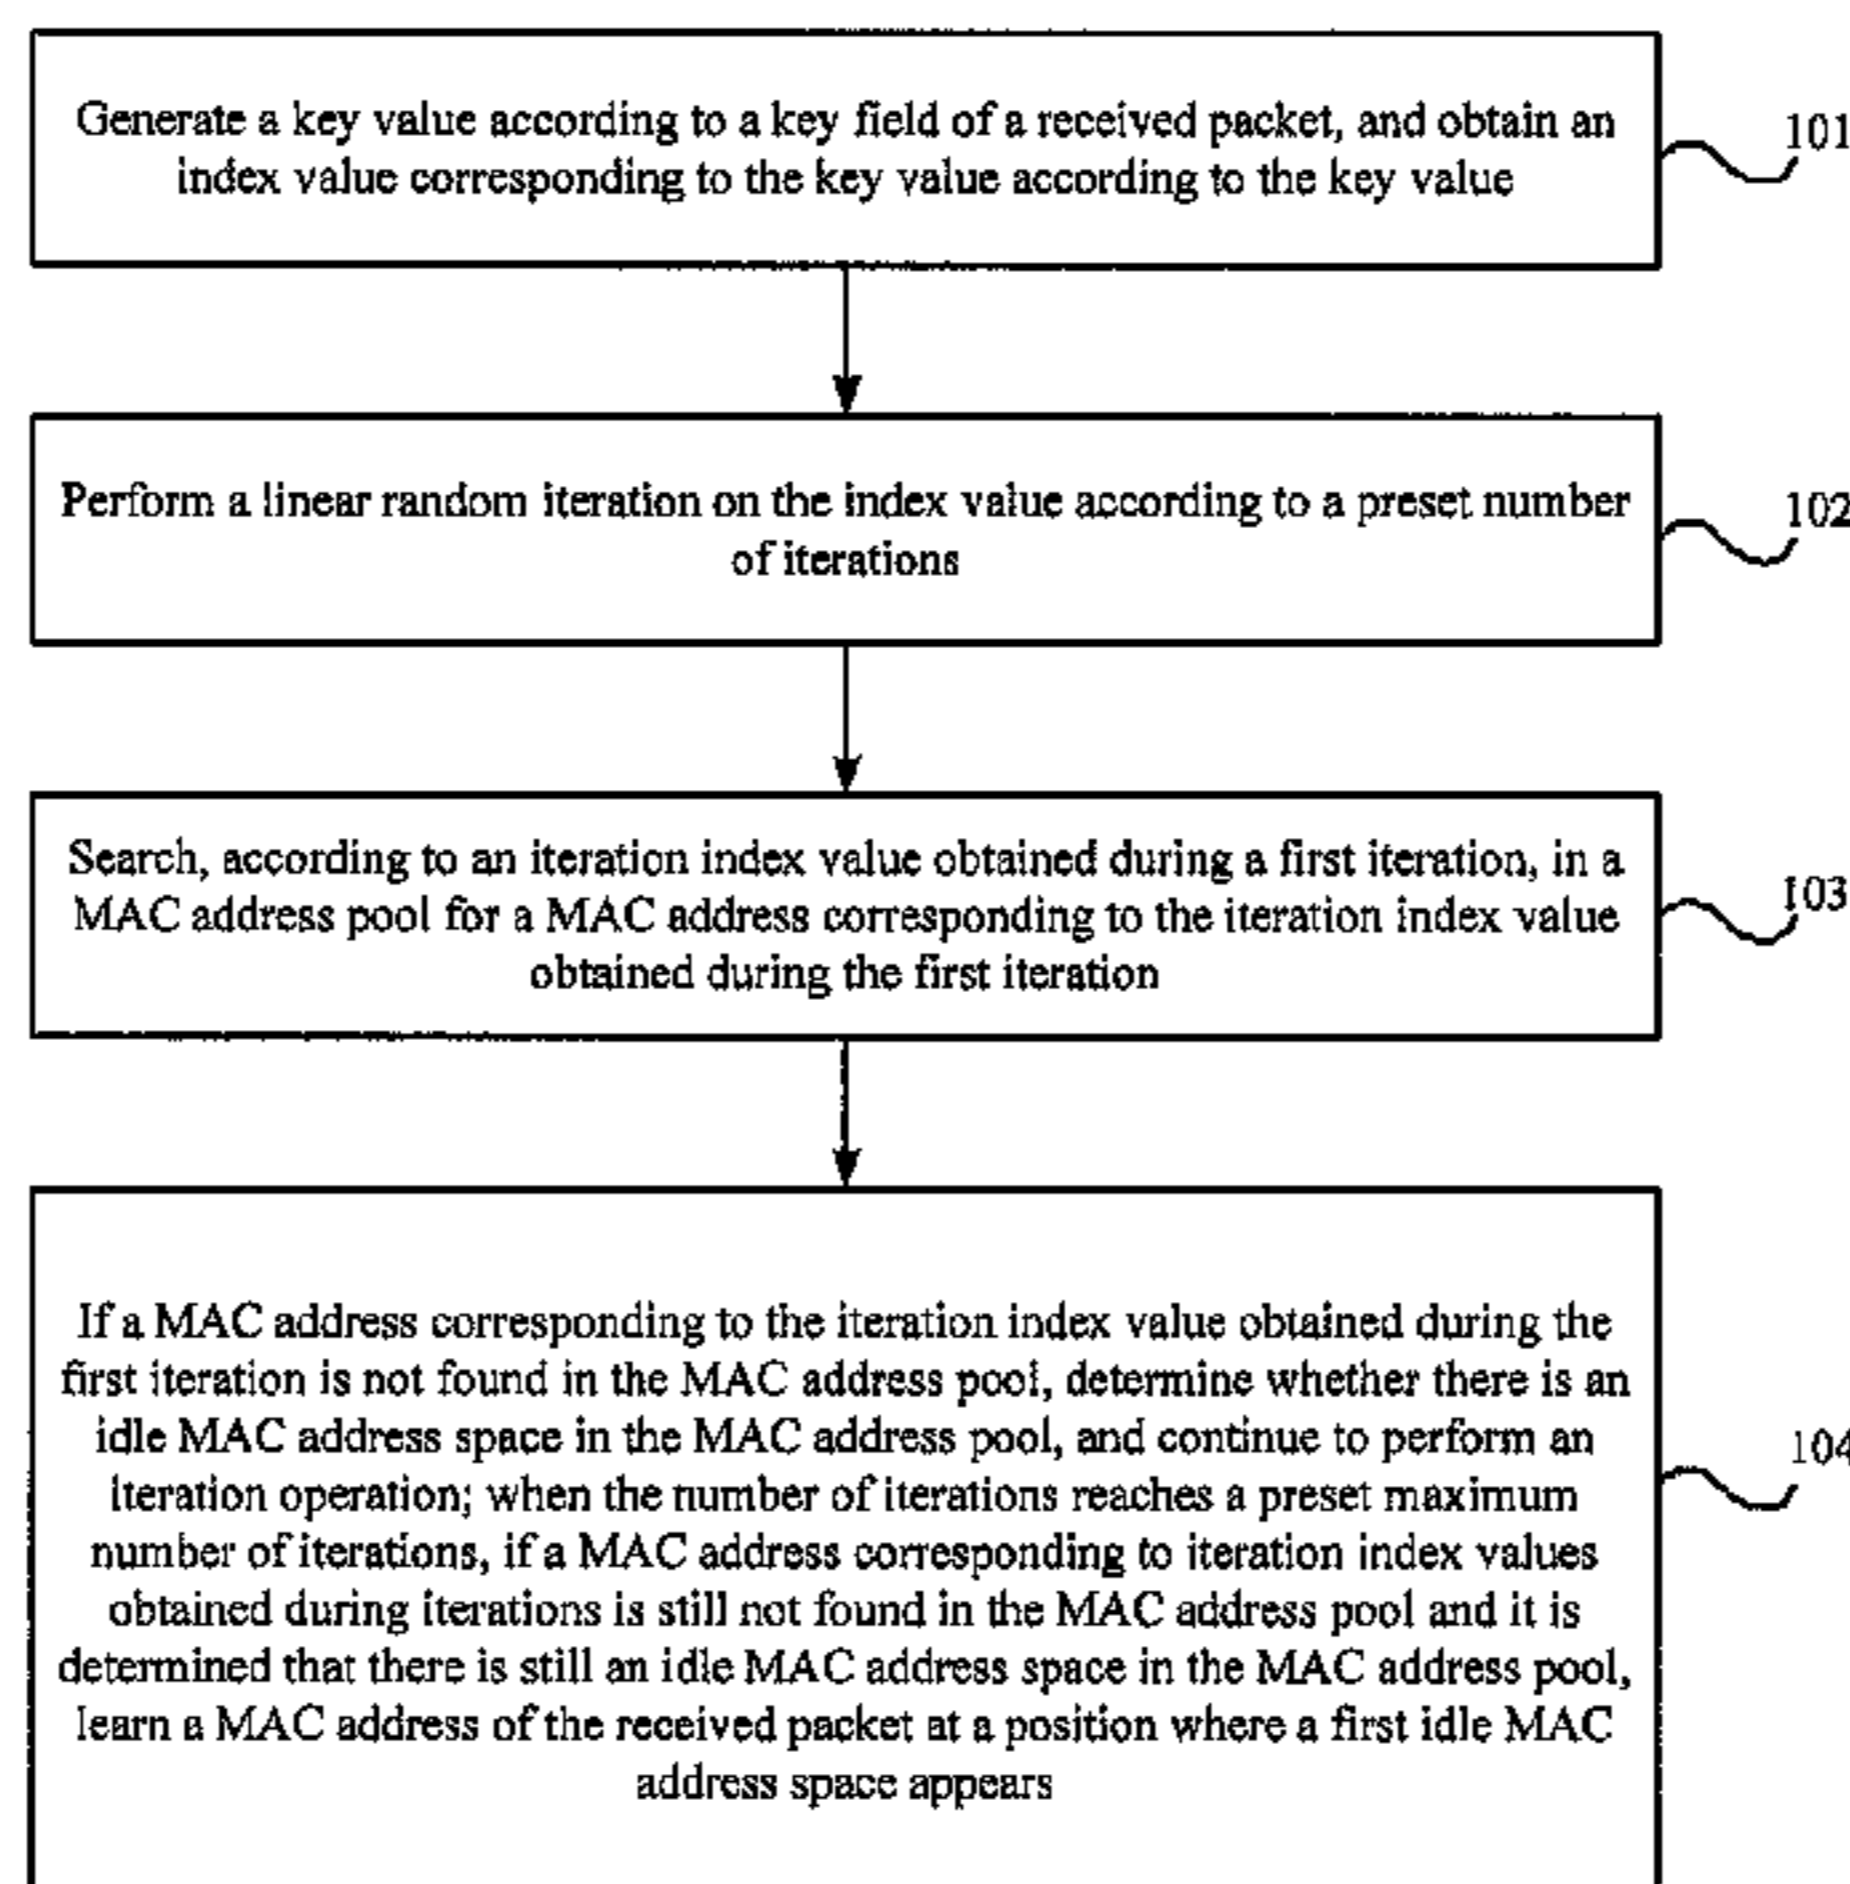 Generate a key value according to a key field of a received packet, and obtain an
index value corresponding to the key value according to the key value
101
Perform a linear random iteration on the index value according to a preset number
of iterations
102
Search, according to an iteration index value obtained during a first iteration, in a
MAC address pool for a MAC address corresponding to the iteration index value
obtained during the first iteration
103
If a MAC address corresponding to the iteration index value obtained during the
first iteration is not found in the MAC address pool, determine whether there is an
idle MAC address space in the MAC address pool, and continue to perform an
iteration operation; when the number of iterations reaches a preset maximum
number of iterations, if a MAC address corresponding to iteration index values
obtained during iterations is still not found in the MAC address pool and it is
determined that there is still an idle MAC address space in the MAC address pool,
learn a MAC address of the received packet at a position where a first idle MAC
address space appears
104